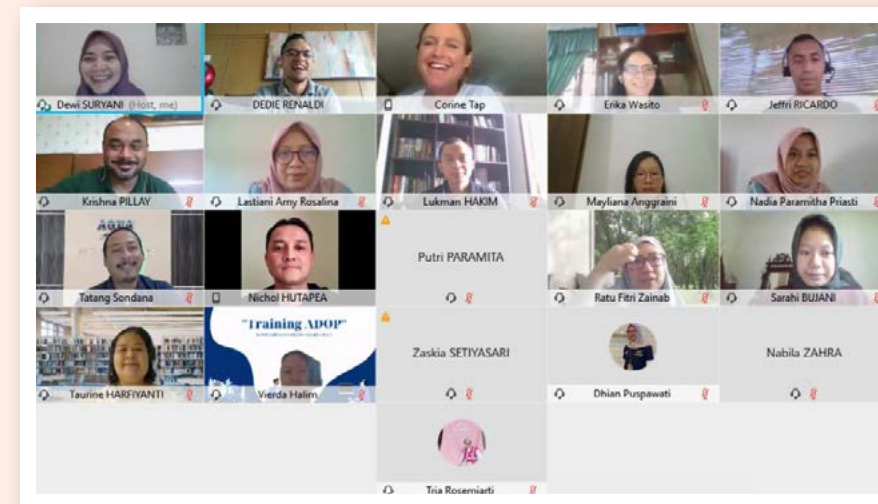 Dewi SURYANI (Host, me)
DEDIE RENALDI
Corine Tap
Erika Wasito
Jeffri RICARDO
Krishna PILLAY
Lastiani Amy Rosalina
Lukman HAKIM
Mayliana Anggraini
Nadia Paramitha Priasti
AQUA
Tatang Sondana
Nichol HUTAPEA
Putri PARAMITA
Ratu Fitri Zainab
Sarahi BUJANI
Taurine HARFIYANTI
"Training ADOP"
Vierda Halim
Zaskia SETIYASARI
Dhian Puspawati
Nabila ZAHRA
Tria Rosemiarti